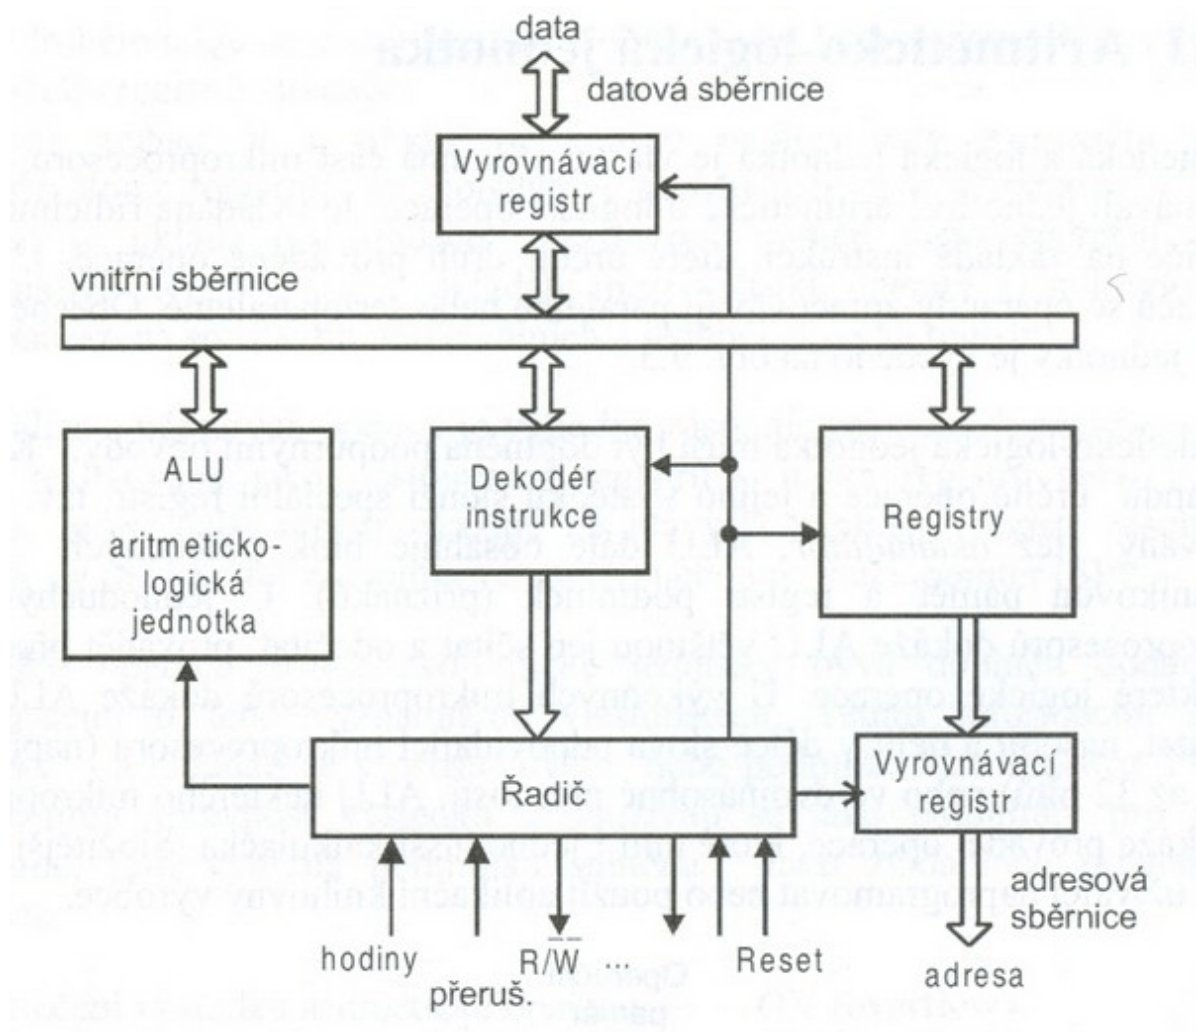 data
datová sběrnice
Vyrovnávací
registr
vnitřní sběrnice
ALU
aritmeticko-
logická
jednotka
Dekodér
instrukce
Registry
Řadič
Vyrovnávací
registr
adresová
sběrnice
hodiny
R/W̅ ...
Reset
adresa
přeruš.